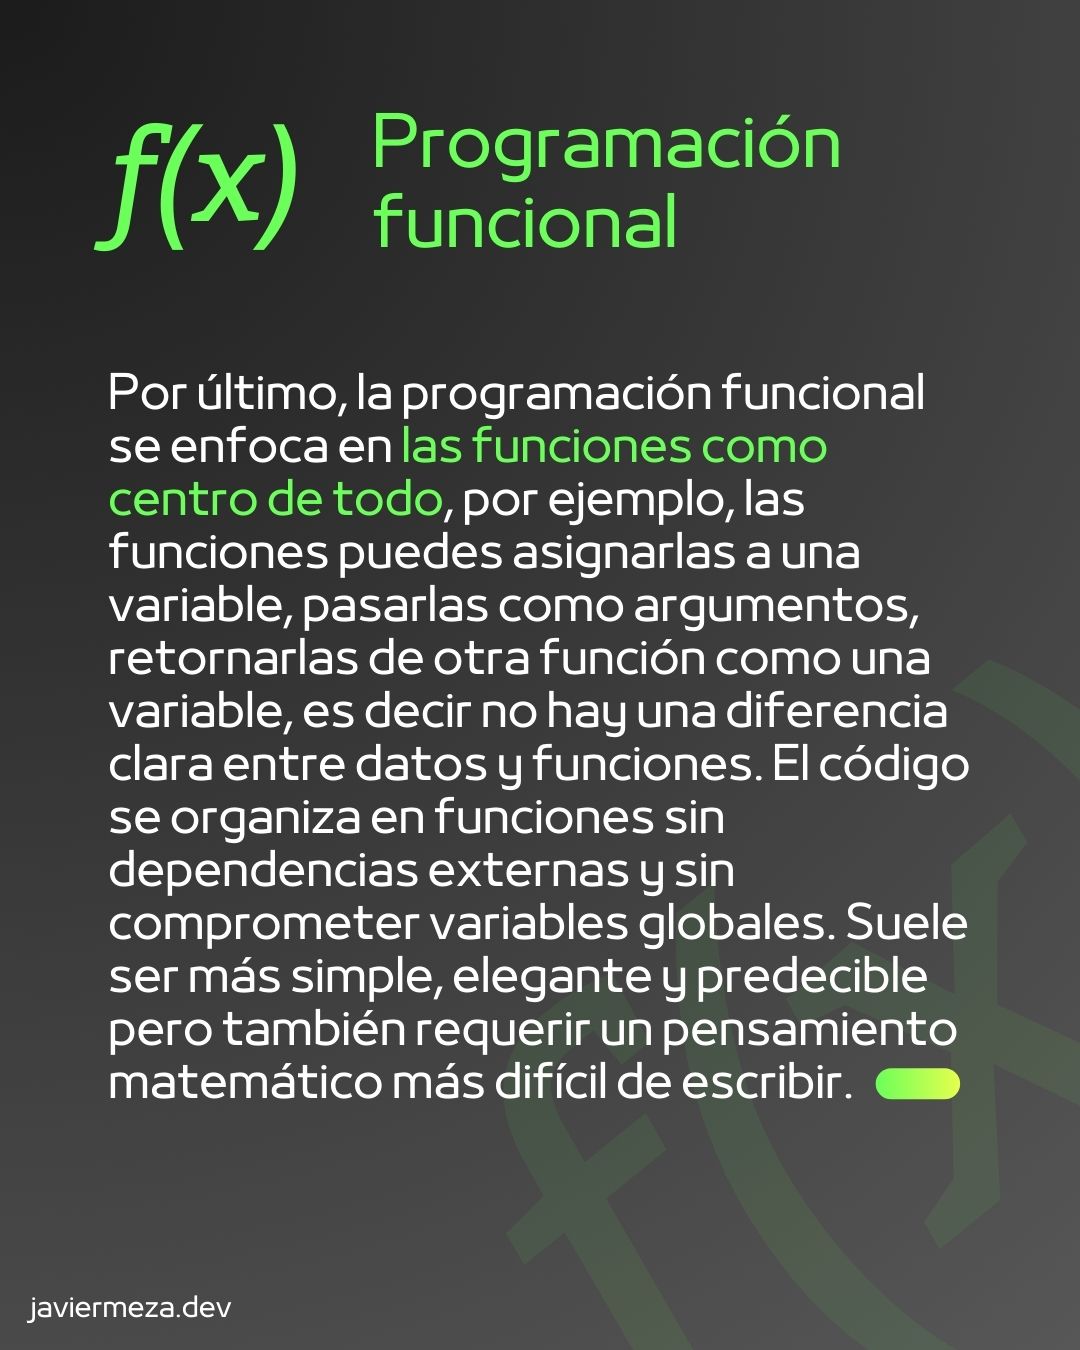 f(x)
Programación
funcional
Por último, la programación funcional
se enfoca en las funciones como
centro de todo, por ejemplo, las
funciones puedes asignarlas a una
variable, pasarlas como argumentos,
retornarlas de otra función como una
variable, es decir no hay una diferencia
clara entre datos y funciones. El código
se organiza en funciones sin
dependencias externas y sin
comprometer variables globales. Suele
ser más simple, elegante y predecible
pero también requerir un pensamiento
matemático más difícil de escribir.
f(x
javiermeza.dev